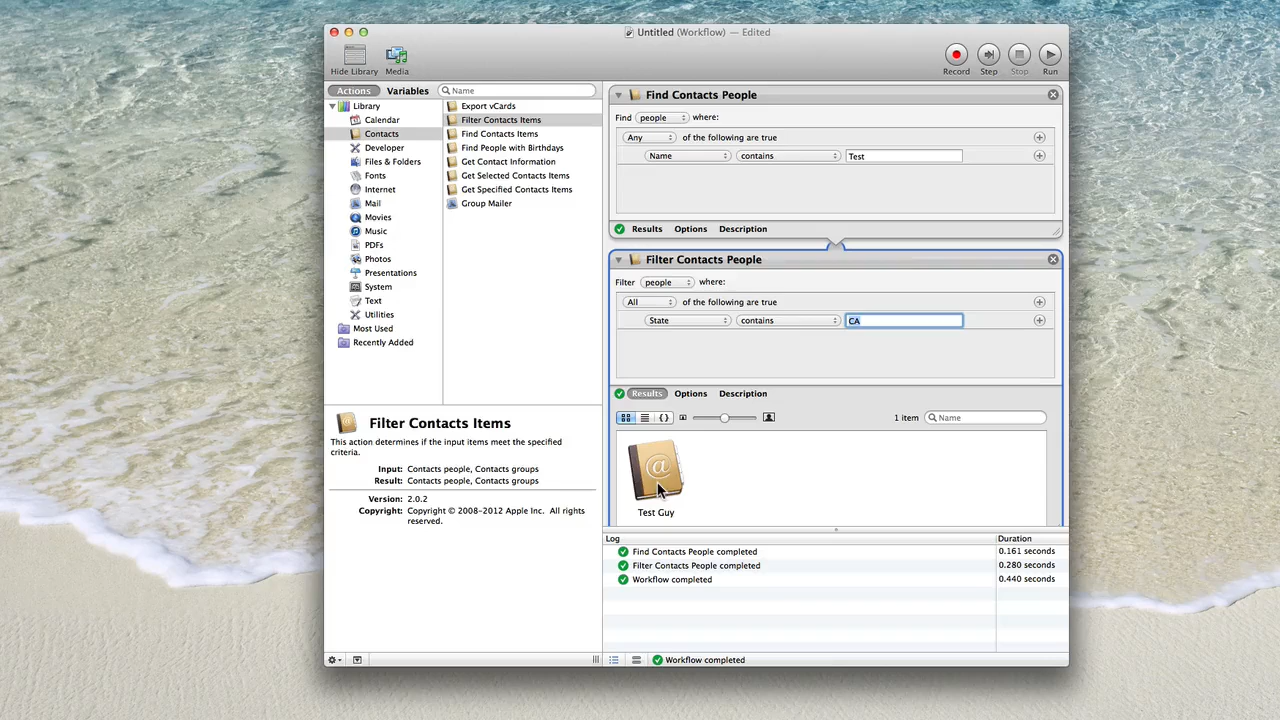 Untitled (Workflow) — Edited
Hide Library
Media
Record
Step
Stop
Run
Actions
Variables
Name
Library
Calendar
Contacts
Developer
Files & Folders
Fonts
Internet
Mail
Movies
Music
PDFs
Photos
Presentations
System
Text
Utilities
Most Used
Recently Added
Export vCards
Filter Contacts Items
Find Contacts Items
Find People with Birthdays
Get Contact Information
Get Selected Contacts Items
Get Specified Contacts Items
Group Mailer
Filter Contacts Items
This action determines if the input items meet the specified
criteria.
Input: Contacts people, Contacts groups
Result: Contacts people, Contacts groups
Version: 2.0.2
Copyright: Copyright © 2008-2012 Apple Inc. All rights
reserved.
Find Contacts People
Find people where:
Any of the following are true
Name contains Test
Results Options Description
Filter Contacts People
Filter people where:
All of the following are true
State contains CA
Results Options Description
1 item
Name
Test Guy
Log Duration
Find Contacts People completed 0.161 seconds
Filter Contacts People completed 0.280 seconds
Workflow completed 0.440 seconds
Workflow completed